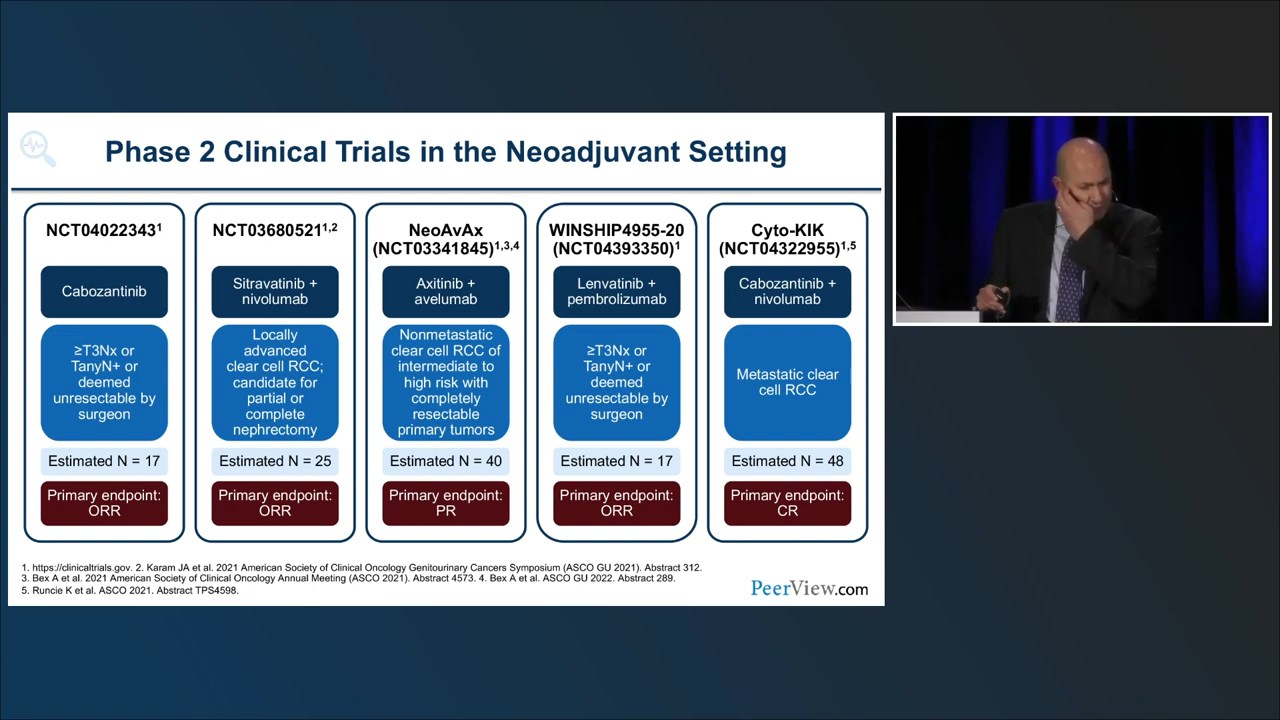 Phase 2 Clinical Trials in the Neoadjuvant Setting
NCT04022343¹
Cabozantinib
≥T3Nx or
TanyN+ or
deemed
unresectable by
surgeon
Estimated N = 17
Primary endpoint:
ORR
NCT03680521¹,²
Sitravatinib +
nivolumab
Locally
advanced
clear cell RCC;
candidate for
partial or
complete
nephrectomy
Estimated N = 25
Primary endpoint:
ORR
NeoAvAx
(NCT03341845)¹,³,⁴
Axitinib +
avelumab
Nonmetastatic
clear cell RCC of
intermediate to
high risk with
completely
resectable
primary tumors
Estimated N = 40
Primary endpoint:
PR
WINSHIP4955-20
(NCT04393350)¹
Lenvatinib +
pembrolizumab
≥T3Nx or
TanyN+ or
deemed
unresectable by
surgeon
Estimated N = 17
Primary endpoint:
ORR
Cyto-KIK
(NCT04322955)¹,⁵
Cabozantinib +
nivolumab
Metastatic clear
cell RCC
Estimated N = 48
Primary endpoint:
CR
1. https://clinicaltrials.gov. 2. Karam JA et al. 2021 American Society of Clinical Oncology Genitourinary Cancers Symposium (ASCO GU 2021). Abstract 312.
3. Bex A et al. 2021 American Society of Clinical Oncology Annual Meeting (ASCO 2021). Abstract 4573. 4. Bex A et al. ASCO GU 2022. Abstract 289.
5. Runcie K et al. ASCO 2021. Abstract TPS4598.
PeerView.com